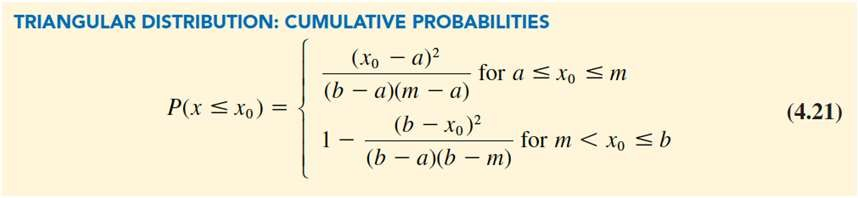 TRIANGULAR DISTRIBUTION: CUMULATIVE PROBABILITIES
(x₀ − a)²
(b − a)(m − a)
for a ≤ x₀ ≤ m
P(x ≤ x₀) =
(4.21)
1 −
(b − x₀)²
(b − a)(b − m)
for m < x₀ ≤ b